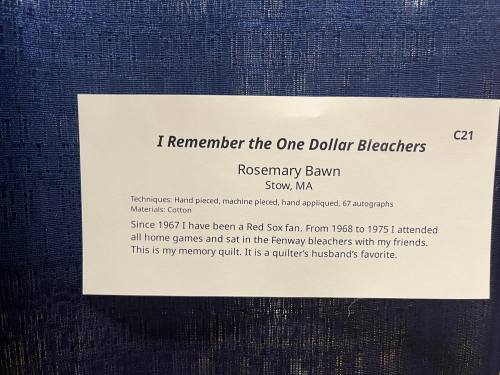 C21
I Remember the One Dollar Bleachers
Rosemary Bawn
Stow, MA
Techniques: Hand pieced, machine pieced, hand appliqued, 67 autographs
Materials: Cotton
Since 1967 I have been a Red Sox fan. From 1968 to 1975 I attended
all home games and sat in the Fenway bleachers with my friends.
This is my memory quilt. It is a quilter's husband's favorite.